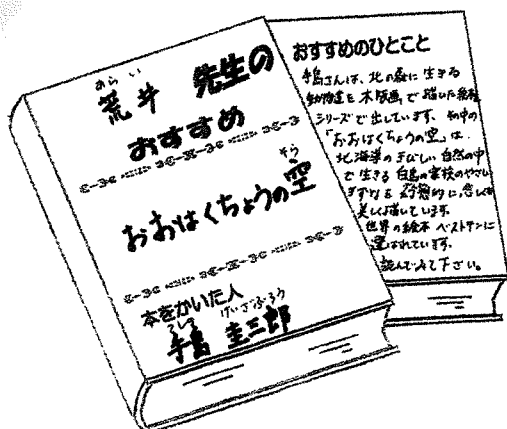 あらい
荒井 先生の
おすすめ
そら
おおはくちょうの空
本をかいた人
てじま けいざぶろう
手島 圭三郎
おすすめのひとこと
手島さんは、北の森に生きる
動物達を木版画で描いた絵本
シリーズで出しています。その中の
「おおはくちょうの空」は、
北海道のきびしい自然の中
で生きる白鳥の家族のやさしい
きずなを幻想的に、悲しくも
美しく描いています。
世界の絵本ベストテンに
選ばれています。
読んでみて下さい。